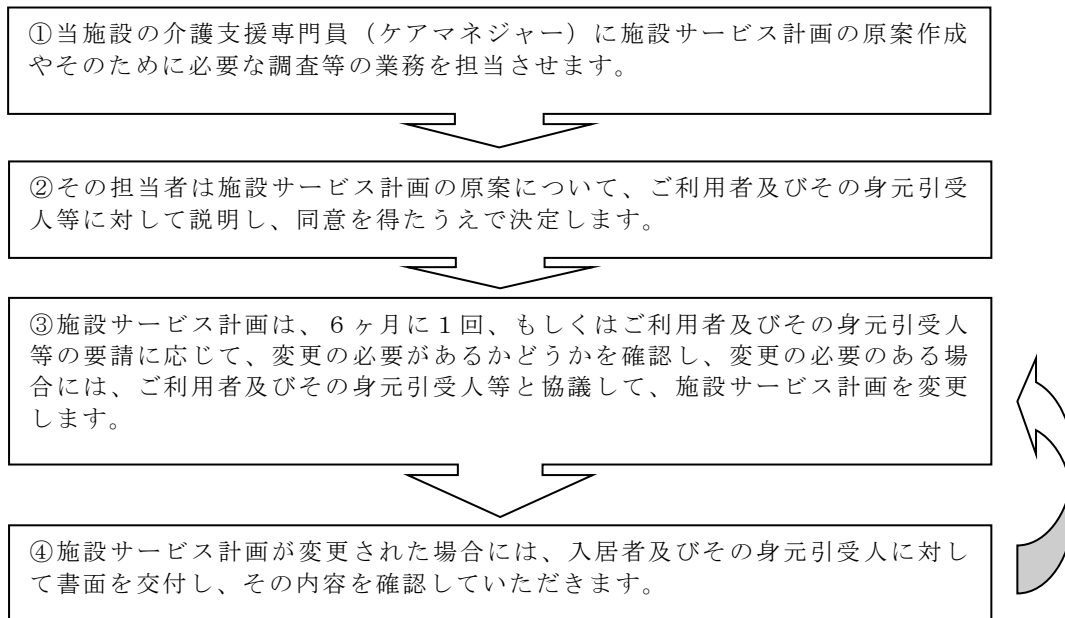 ①当施設の介護支援専門員（ケアマネジャー）に施設サービス計画の原案作成
やそのために必要な調査等の業務を担当させます。
②その担当者は施設サービス計画の原案について、ご利用者及びその身元引受
人等に対して説明し、同意を得たうえで決定します。
③施設サービス計画は、６ヶ月に１回、もしくはご利用者及びその身元引受人
等の要請に応じて、変更の必要があるかどうかを確認し、変更の必要のある場
合には、ご利用者及びその身元引受人等と協議して、施設サービス計画を変更
します。
④施設サービス計画が変更された場合には、入居者及びその身元引受人に対し
て書面を交付し、その内容を確認していただきます。